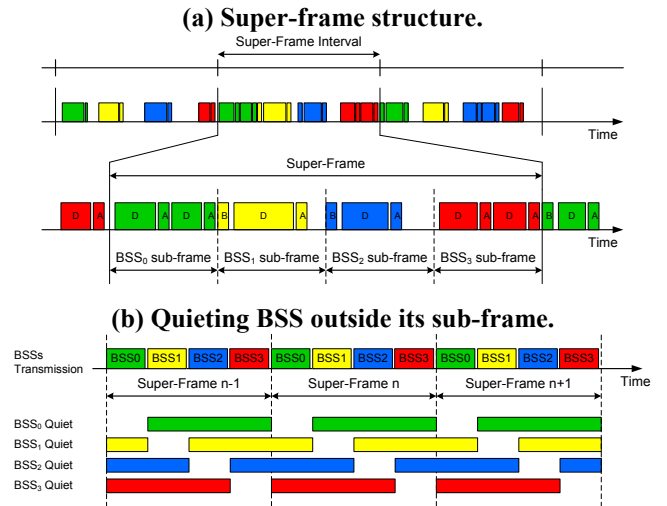 (a) Super-frame structure.
Super-Frame Interval
Time
Super-Frame
D A D A D A B D A B D A D A D A B D A
Time
BSS0 sub-frame BSS1 sub-frame BSS2 sub-frame BSS3 sub-frame
(b) Quieting BSS outside its sub-frame.
BSSs
Transmission
BSS0 BSS1 BSS2 BSS3 BSS0 BSS1 BSS2 BSS3 BSS0 BSS1 BSS2 BSS3
Time
Super-Frame n-1 Super-Frame n Super-Frame n+1
BSS0 Quiet
BSS1 Quiet
BSS2 Quiet
BSS3 Quiet